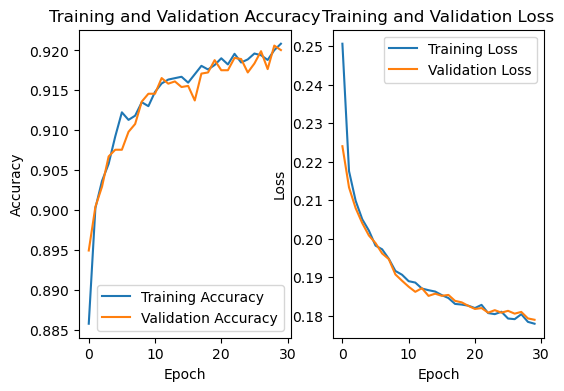 Training and Validation Accuracy
0.920
0.915
0.910
0.905
0.900
0.895
0.890
0.885
Accuracy
Training Accuracy
Validation Accuracy
0 10 20 30
Epoch
Training and Validation Loss
0.25
0.24
0.23
0.22
0.21
0.20
0.19
0.18
Loss
Training Loss
Validation Loss
0 10 20 30
Epoch